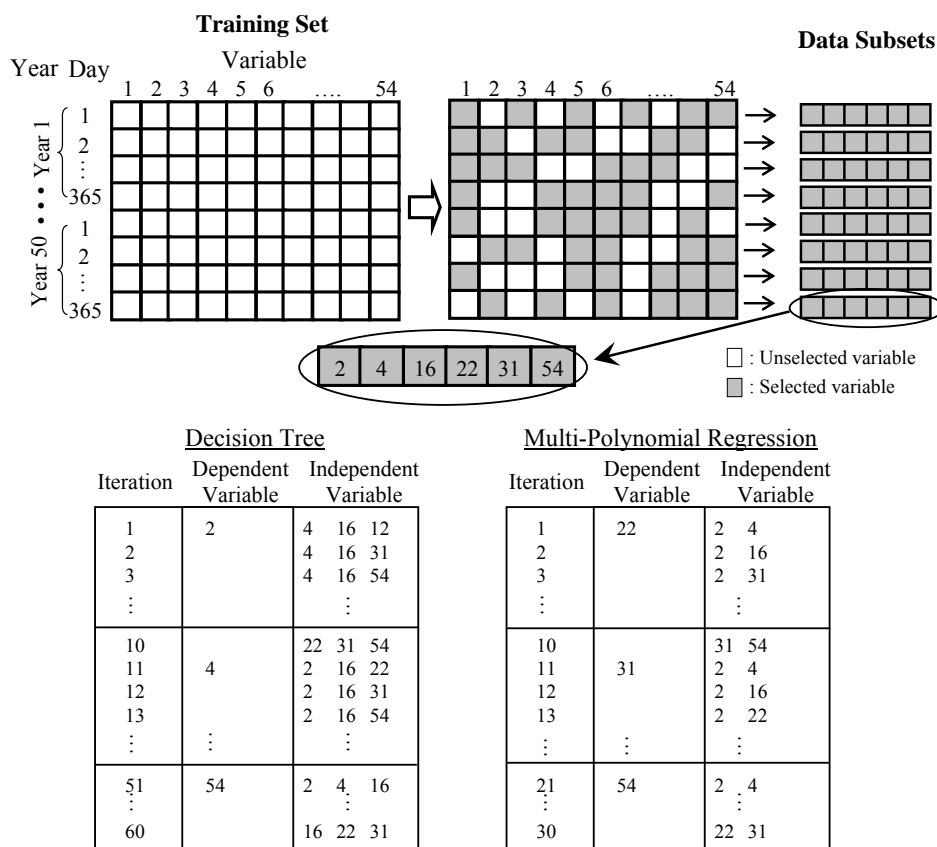 Training Set
Data Subsets
Year Day
Variable
1 2 3 4 5 6 .... 54
1 2 3 4 5 6 .... 54
Year 1
1
2
⋮
365
• • •
Year 50
1
2
⋮
365
2 4 16 22 31 54
: Unselected variable
: Selected variable
Decision Tree
Iteration Dependent Variable Independent Variable
1 2 4 16 12
2 4 16 31
3 4 16 54
⋮ ⋮
10 22 31 54
11 4 2 16 22
12 2 16 31
13 2 16 54
⋮ ⋮ ⋮
51 54 2 4 16
⋮ ⋮
60 16 22 31
Multi-Polynomial Regression
Iteration Dependent Variable Independent Variable
1 22 2 4
2 2 16
3 2 31
⋮ ⋮
10 31 54
11 31 2 4
12 2 16
13 2 22
⋮ ⋮ ⋮
21 54 2 4
⋮ ⋮
30 22 31